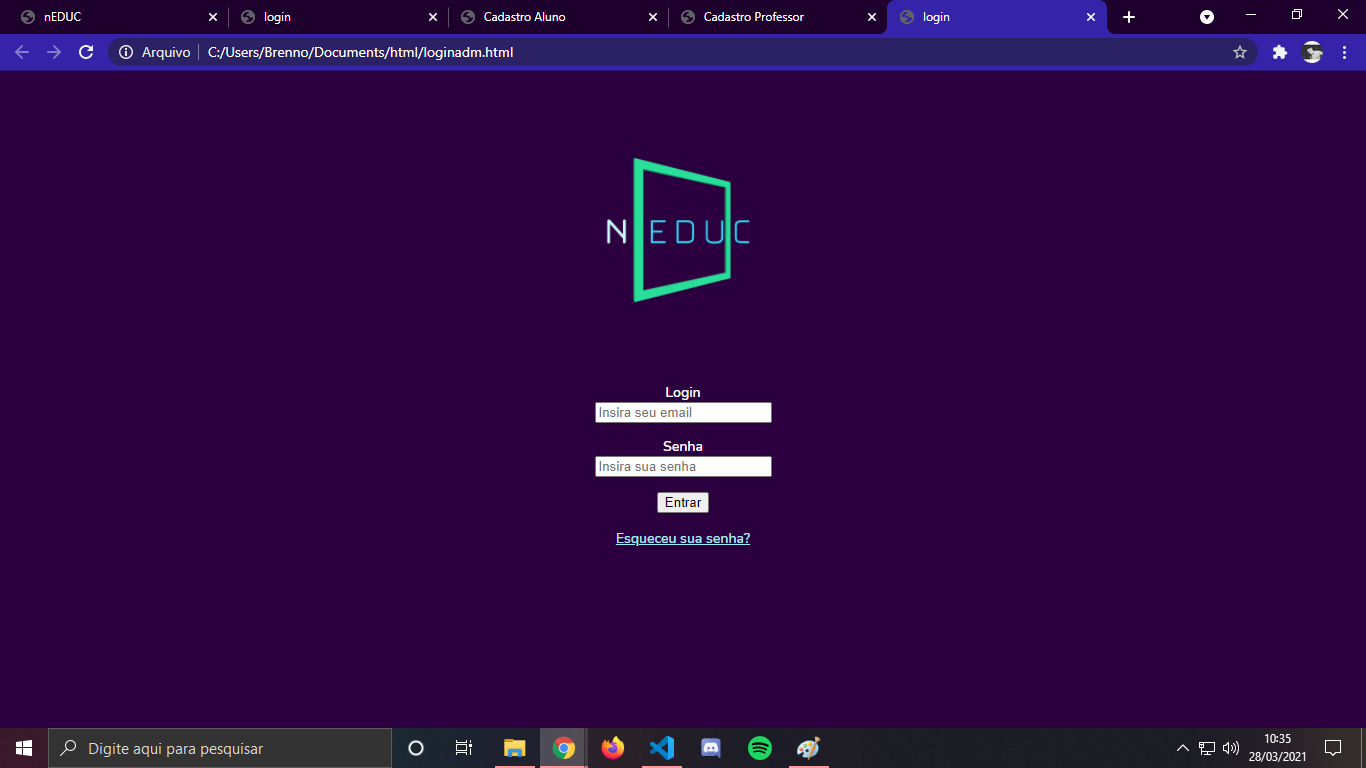 nEDUC
login
Cadastro Aluno
Cadastro Professor
login
Arquivo C:/Users/Brenno/Documents/html/loginadm.html
N EDUC
Login
Insira seu email
Senha
Insira sua senha
Entrar
Esqueceu sua senha?
Digite aqui para pesquisar
10:35
28/03/2021